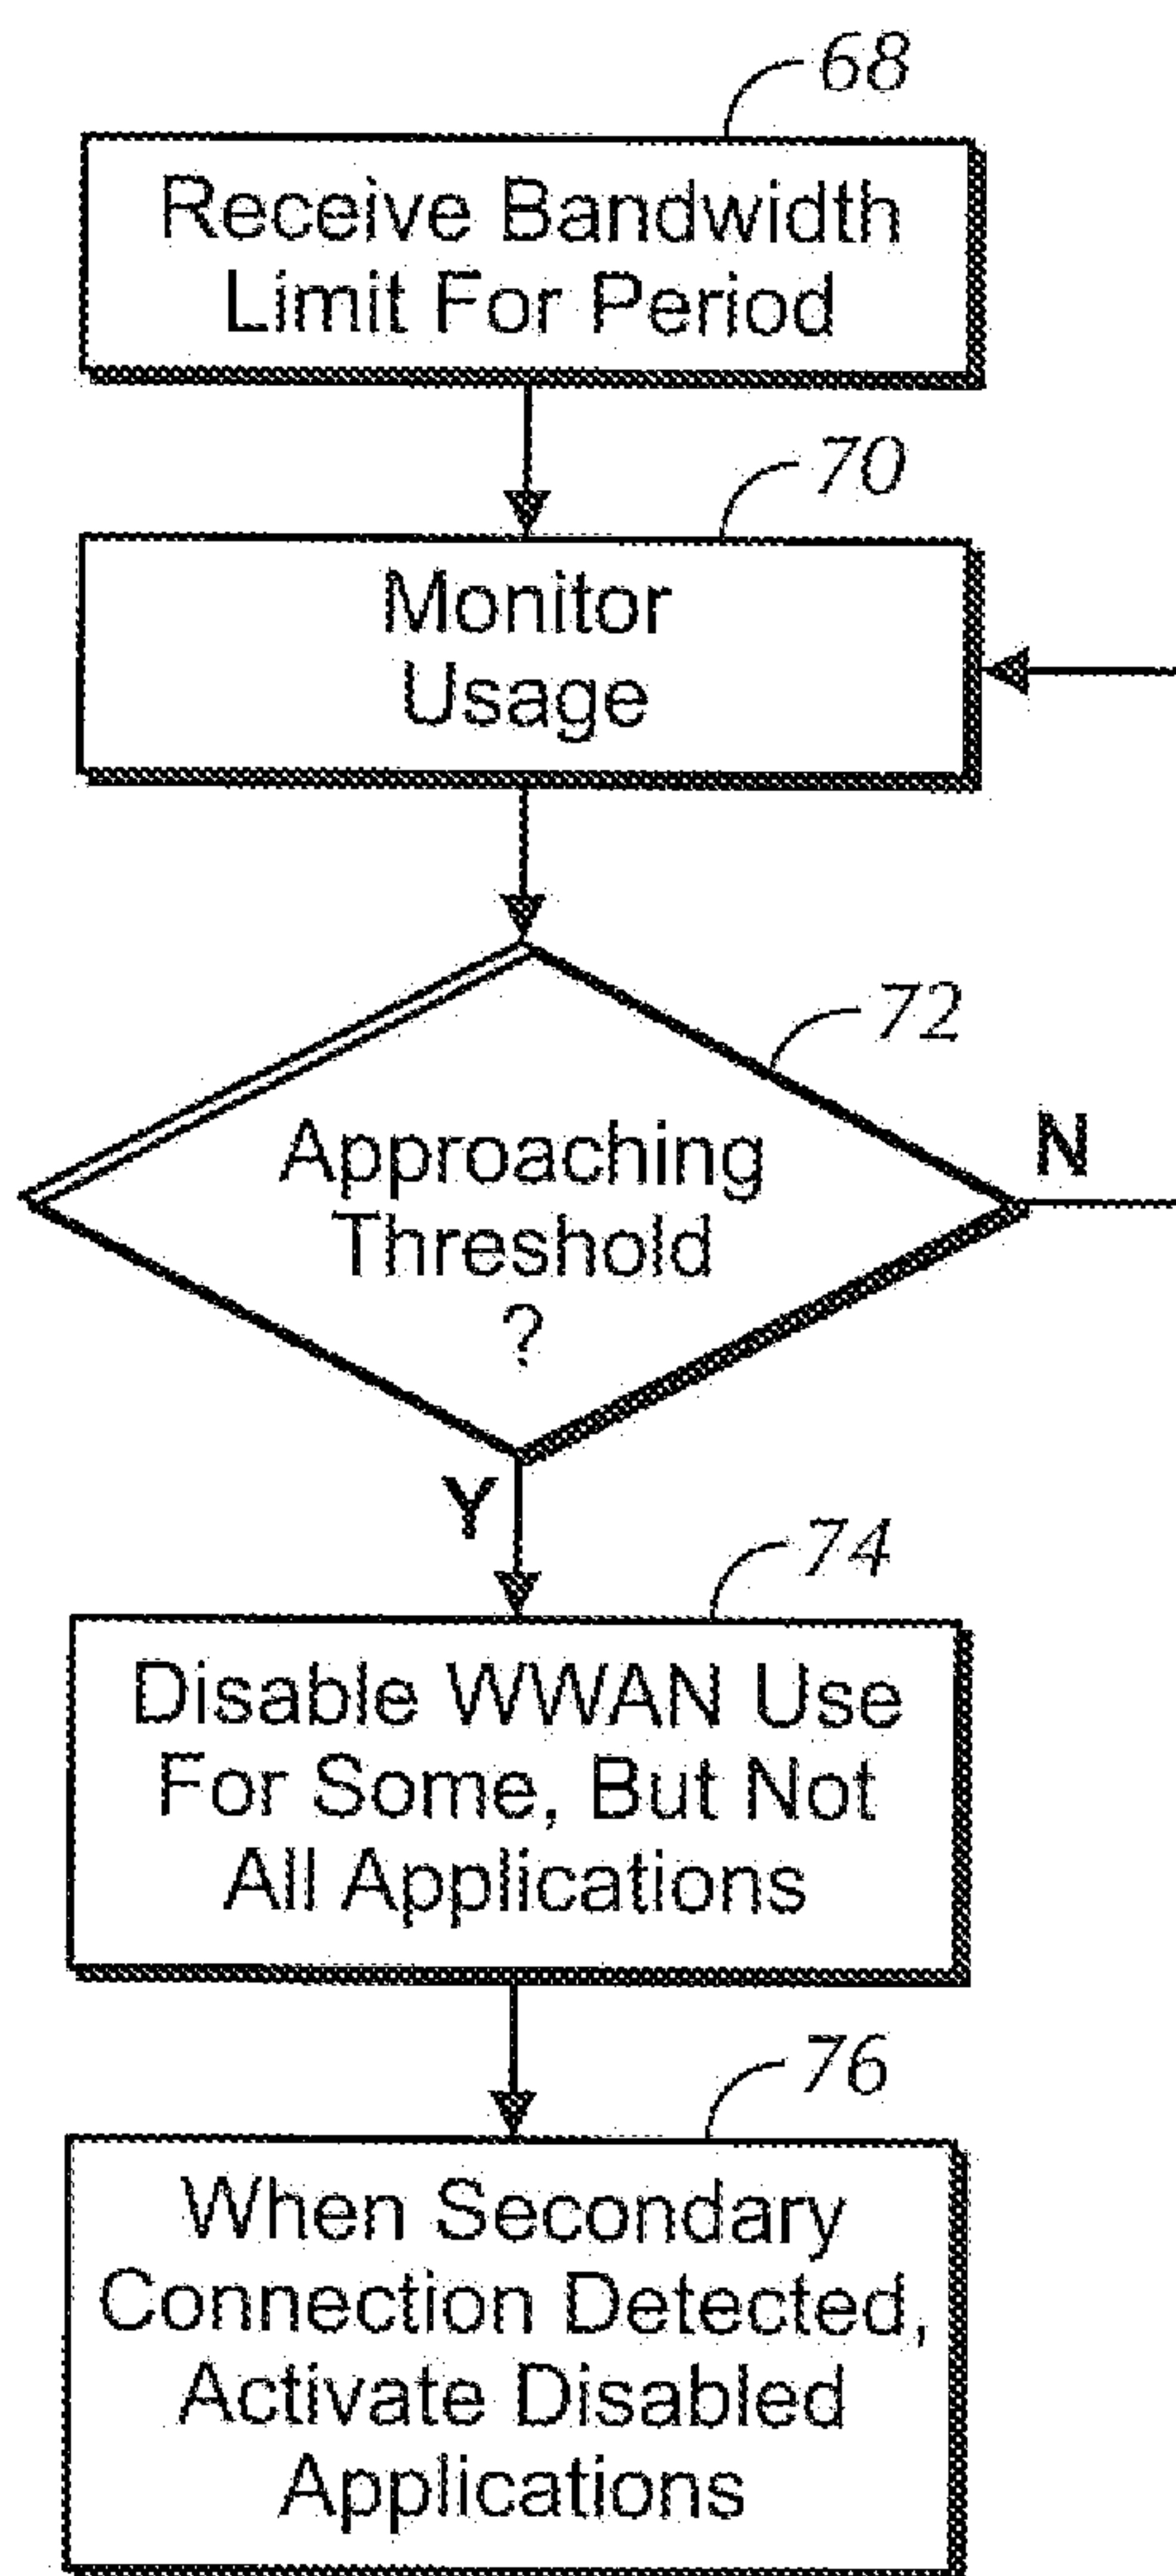 68
Receive Bandwidth
Limit For Period
70
Monitor
Usage
72
Approaching
Threshold
?
N
Y
74
Disable WWAN Use
For Some, But Not
All Applications
76
When Secondary
Connection Detected,
Activate Disabled
Applications